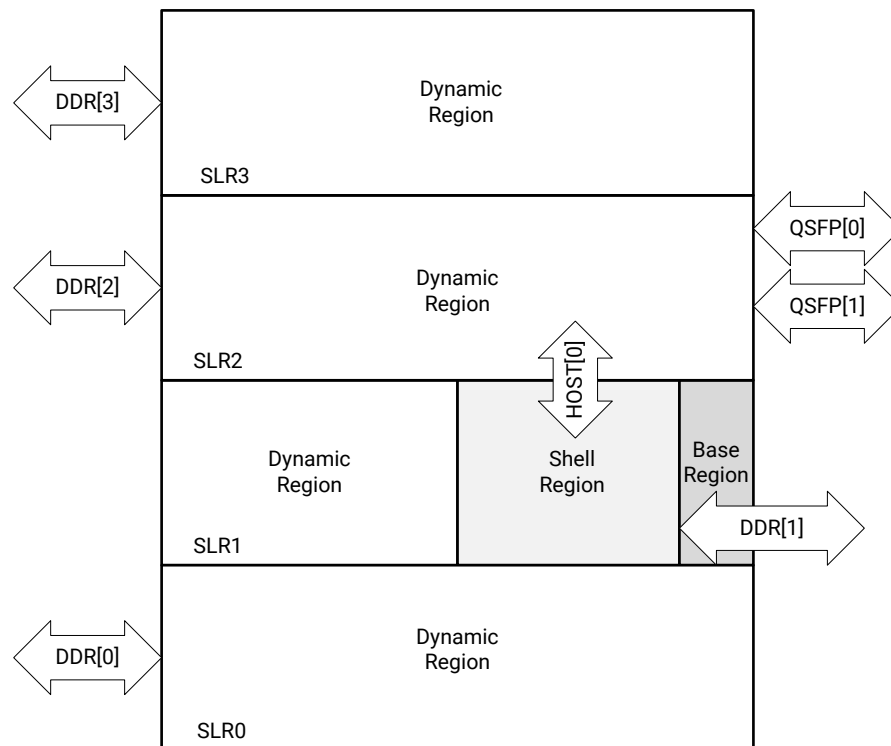 DDR[3]
Dynamic
Region
SLR3
QSFP[0]
DDR[2]
Dynamic
Region
QSFP[1]
SLR2
HOST[0]
Dynamic
Region
Shell
Region
Base
Region
DDR[1]
SLR1
DDR[0]
Dynamic
Region
SLR0